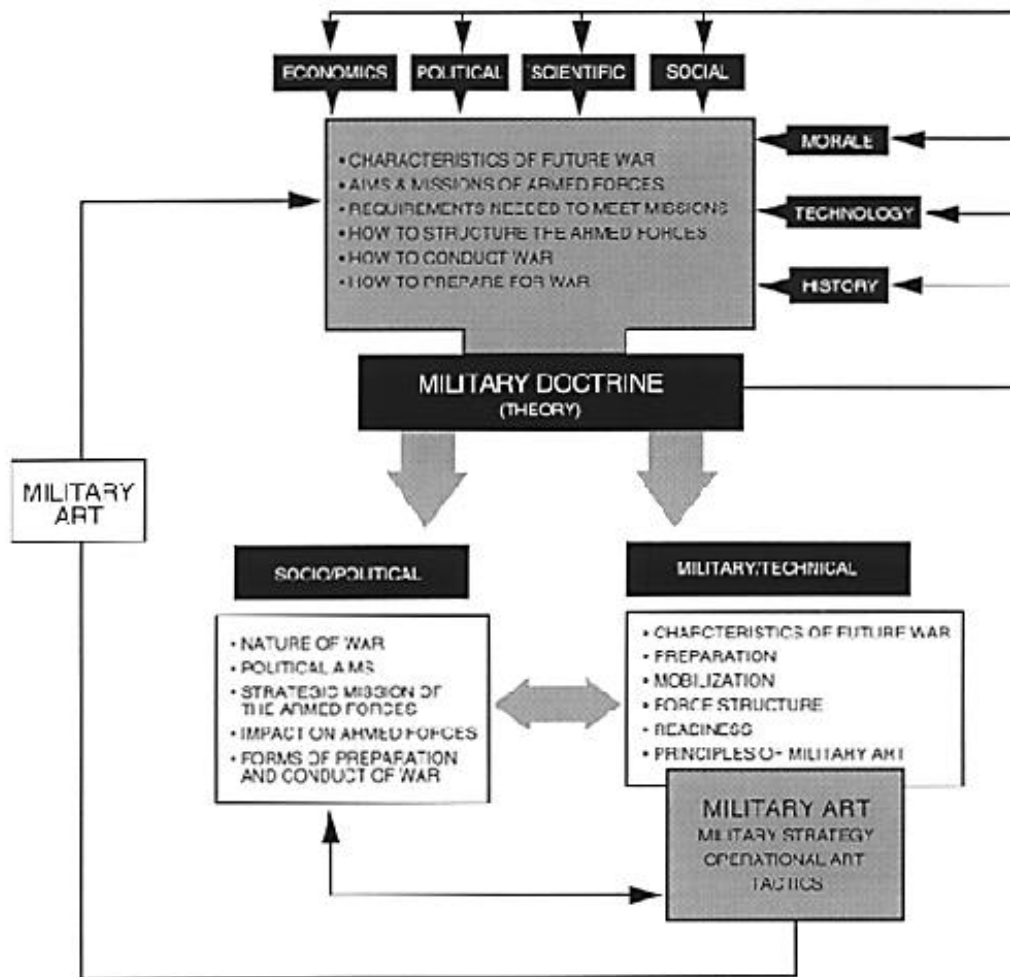 ECONOMICS
POLITICAL
SCIENTIFIC
SOCIAL
• CHARACTERISTICS OF FUTURE WAR
• AIMS & MISSIONS OF ARMED FORCES
• REQUIREMENTS NEEDED TO MEET MISSIONS
• HOW TO STRUCTURE THE ARMED FORCES
• HOW TO CONDUCT WAR
• HOW TO PREPARE FOR WAR
MORALE
TECHNOLOGY
HISTORY
MILITARY DOCTRINE
(THEORY)
MILITARY
ART
SOCIO/POLITICAL
• NATURE OF WAR
• POLITICAL AIMS
• STRATEGIC MISSION OF
THE ARMED FORCES
• IMPACT ON ARMED FORCES
• FORMS OF PREPARATION
AND CONDUCT OF WAR
MILITARY/TECHNICAL
• CHARCTERISTICS OF FUTURE WAR
• PREPARATION
• MOBILIZATION
• FORCE STRUCTURE
• READINESS
• PRINCIPLES OF MILITARY ART
MILITARY ART
MILITARY STRATEGY
OPERATIONAL ART
TACTICS